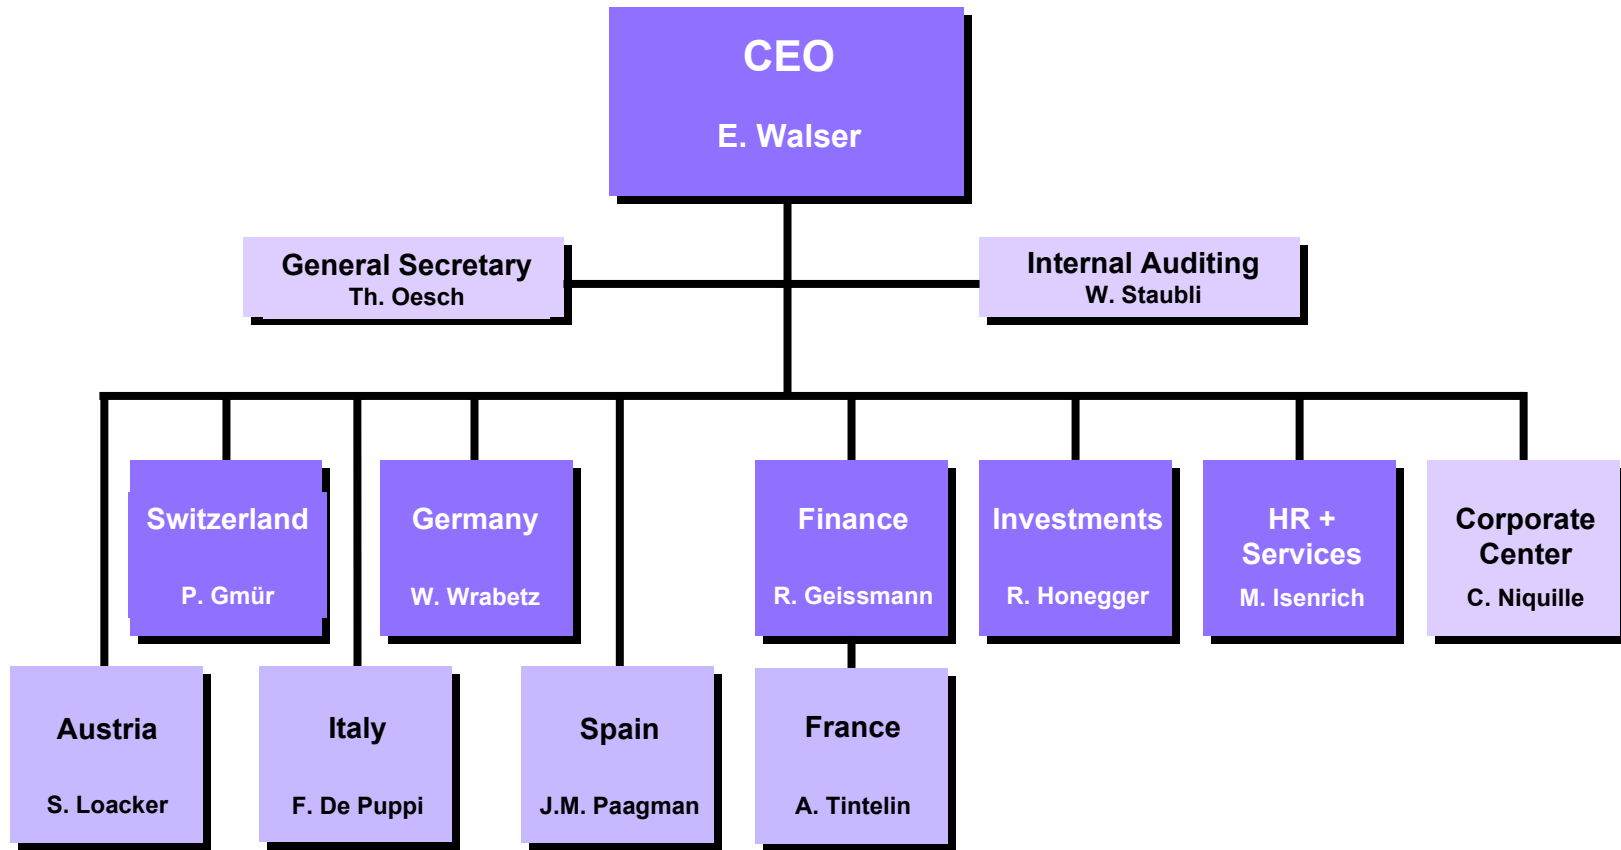 CEO
E. Walser
General Secretary
Th. Oesch
Internal Auditing
W. Staubli
Switzerland
P. Gmür
Germany
W. Wrabetz
Finance
R. Geissmann
Investments
R. Honegger
HR +
Services
M. Isenrich
Corporate
Center
C. Niquille
Austria
S. Loacker
Italy
F. De Puppi
Spain
J.M. Paagman
France
A. Tintelin